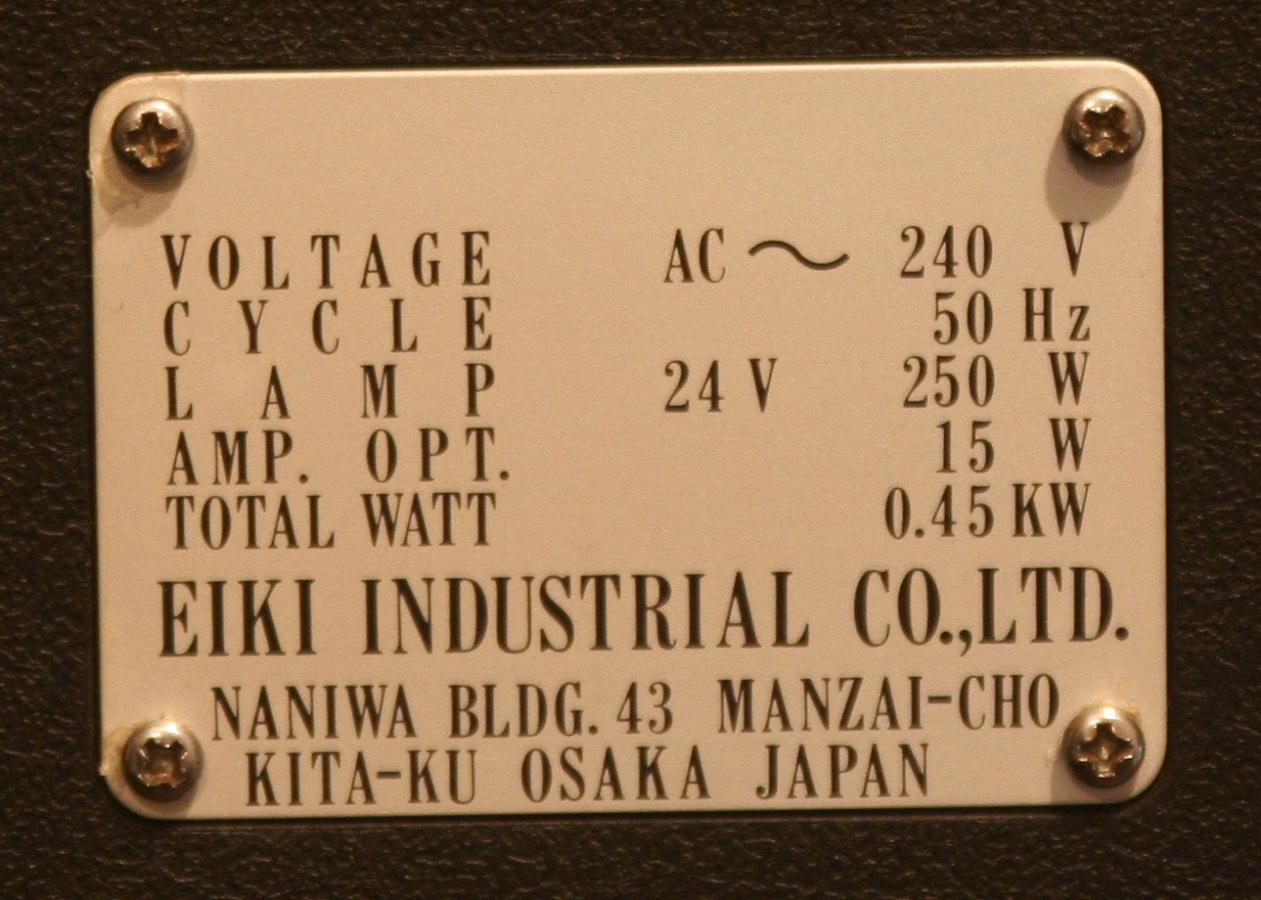 VOLTAGE AC ~ 240 V
CYCLE 50 Hz
LAMP 24 V 250 W
AMP. OPT. 15 W
TOTAL WATT 0.45 KW
EIKI INDUSTRIAL CO.,LTD.
NANIWA BLDG. 43 MANZAI-CHO
KITA-KU OSAKA JAPAN